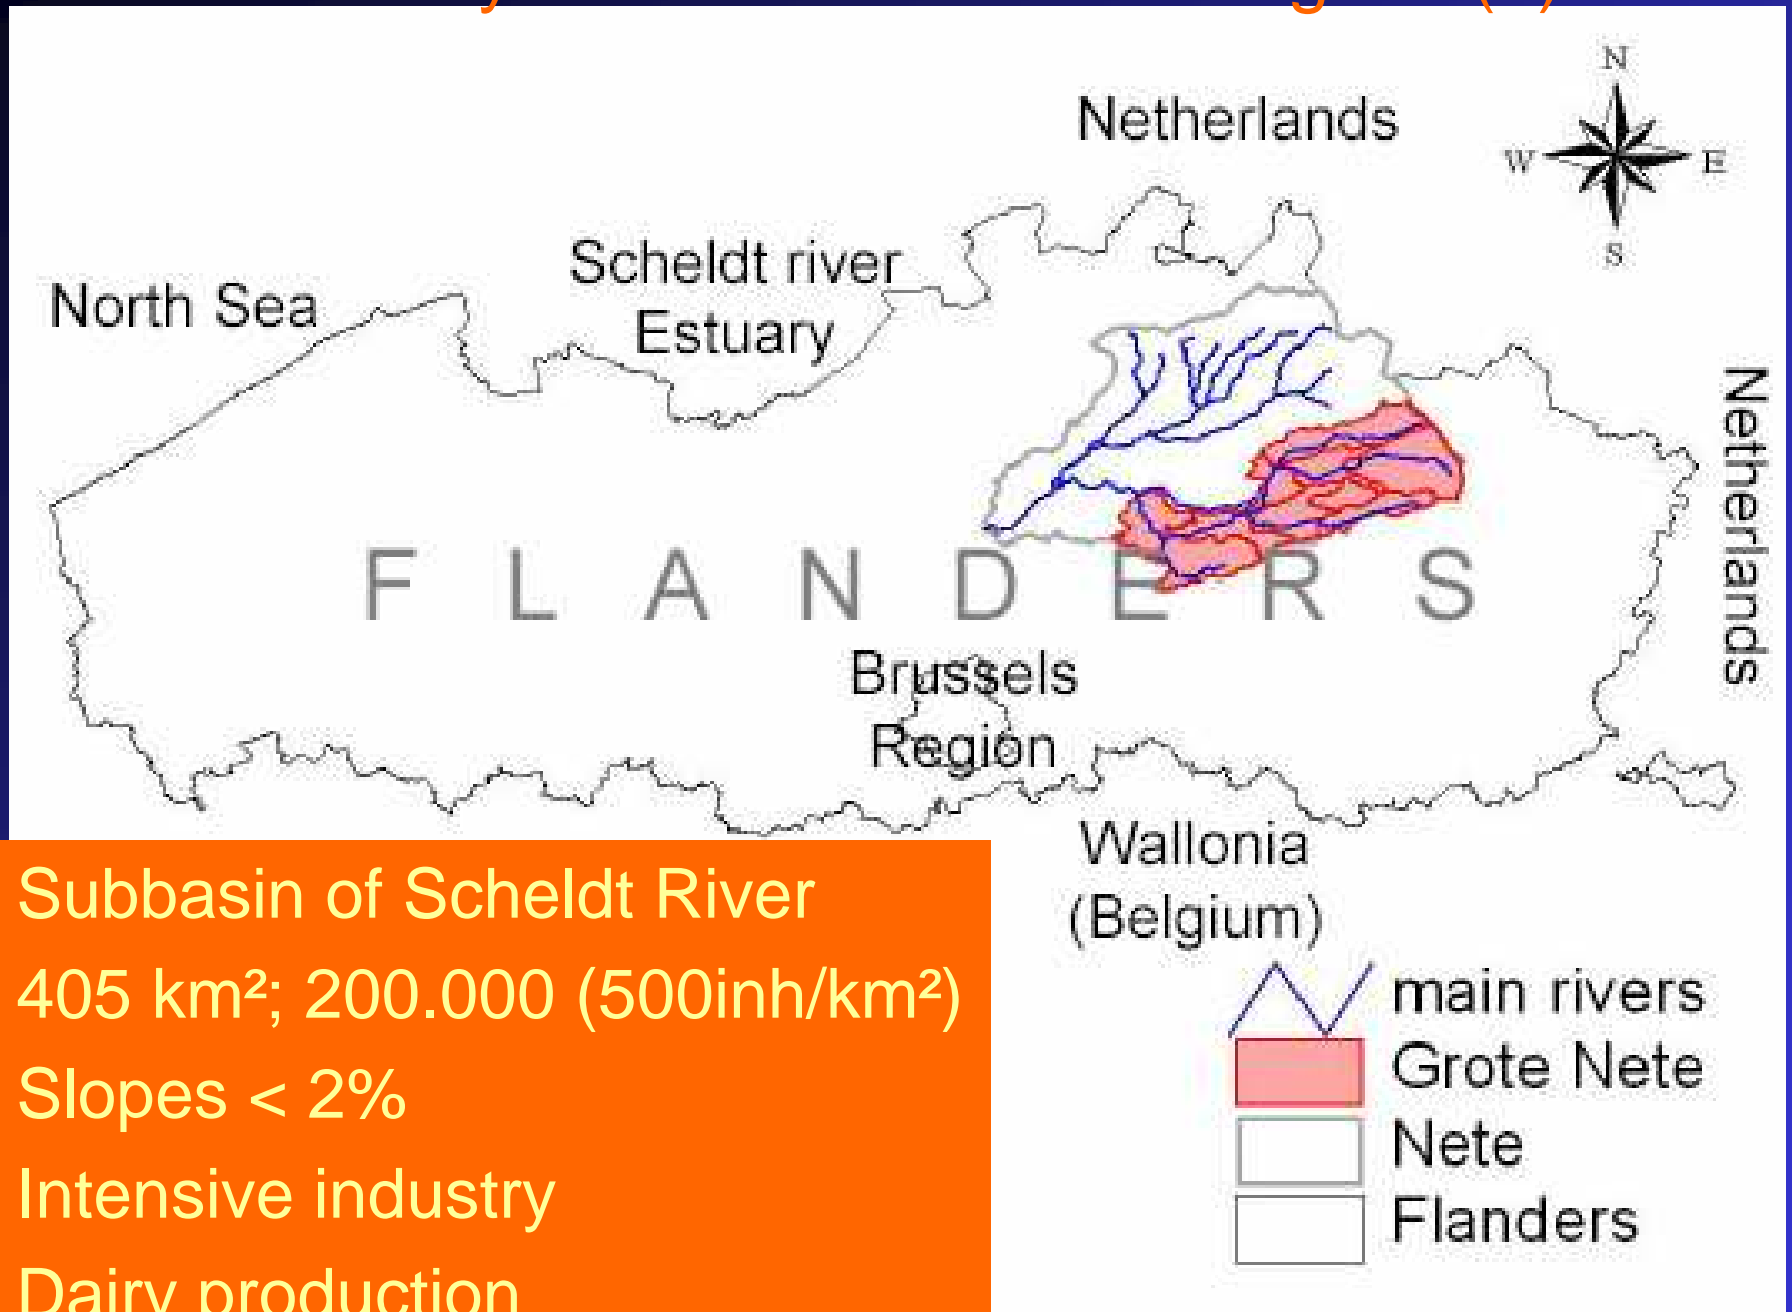 N
Netherlands
W
E
S
Scheldt river
Estuary
North Sea
Netherlands
F L A N D E R S
Brussels
Region
Wallonia
(Belgium)
Subbasin of Scheldt River
405 km²; 200.000 (500inh/km²)
Slopes < 2%
Intensive industry
Dairy production
main rivers
Grote Nete
Nete
Flanders